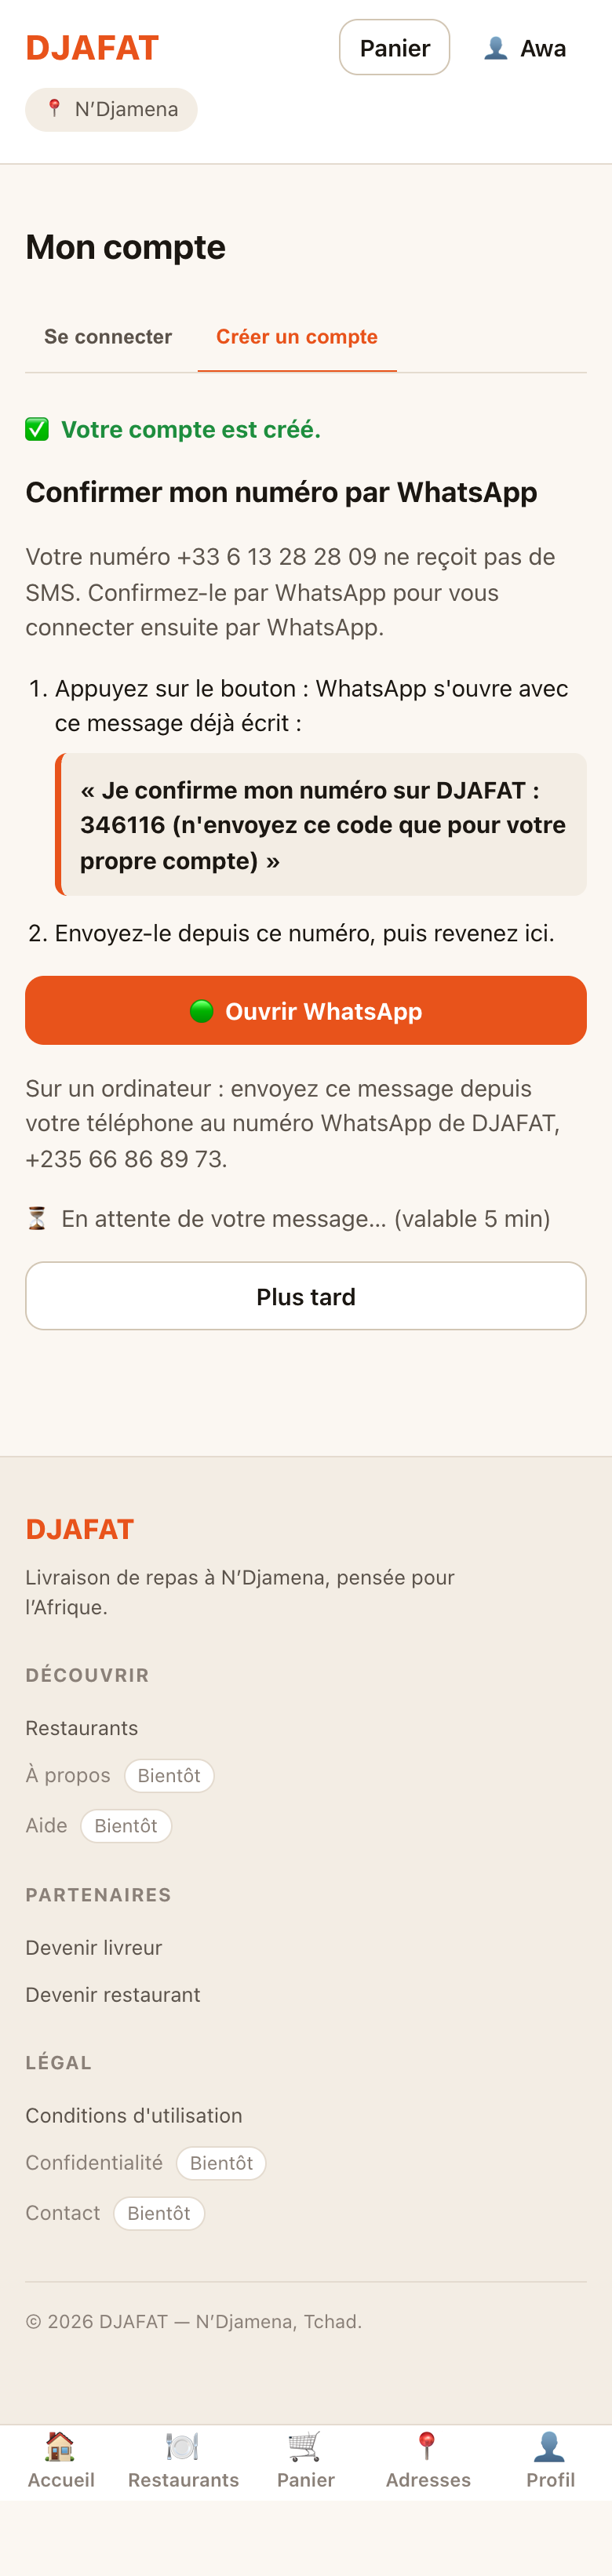 DJAFAT
Panier
Awa
N’Djamena
Mon compte
Se connecter
Créer un compte
Votre compte est créé.
Confirmer mon numéro par WhatsApp
Votre numéro +33 6 13 28 28 09 ne reçoit pas de
SMS. Confirmez-le par WhatsApp pour vous
connecter ensuite par WhatsApp.
1. Appuyez sur le bouton : WhatsApp s'ouvre avec
ce message déjà écrit :
« Je confirme mon numéro sur DJAFAT :
346116 (n'envoyez ce code que pour votre
propre compte) »
2. Envoyez-le depuis ce numéro, puis revenez ici.
Ouvrir WhatsApp
Sur un ordinateur : envoyez ce message depuis
votre téléphone au numéro WhatsApp de DJAFAT,
+235 66 86 89 73.
En attente de votre message… (valable 5 min)
Plus tard
DJAFAT
Livraison de repas à N’Djamena, pensée pour
l’Afrique.
DÉCOUVRIR
Restaurants
À propos Bientôt
Aide Bientôt
PARTENAIRES
Devenir livreur
Devenir restaurant
LÉGAL
Conditions d'utilisation
Confidentialité Bientôt
Contact Bientôt
© 2026 DJAFAT — N’Djamena, Tchad.
Accueil
Restaurants
Panier
Adresses
Profil